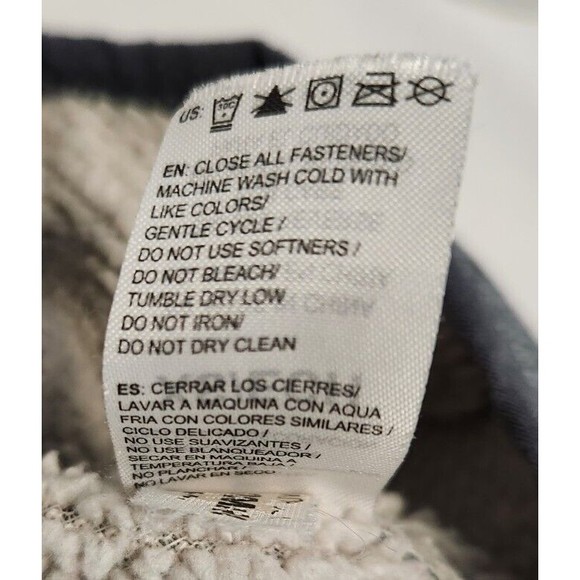 US: 30C
EN: CLOSE ALL FASTENERS/
MACHINE WASH COLD WITH
LIKE COLORS/
GENTLE CYCLE/
DO NOT USE SOFTNERS/
DO NOT BLEACH/
TUMBLE DRY LOW
DO NOT IRON/
DO NOT DRY CLEAN
ES: CERRAR LOS CIERRES/
LAVAR A MAQUINA CON AQUA
FRIA CON COLORES SIMILARES/
CICLO DELICADO/
NO USE SUAVIZANTES/
NO USE BLANQUEADOR/
SECAR EN MAQUINA A
TEMPERATURA BAJA/
NO PLANCHAR/
NO LAVAR EN SECO